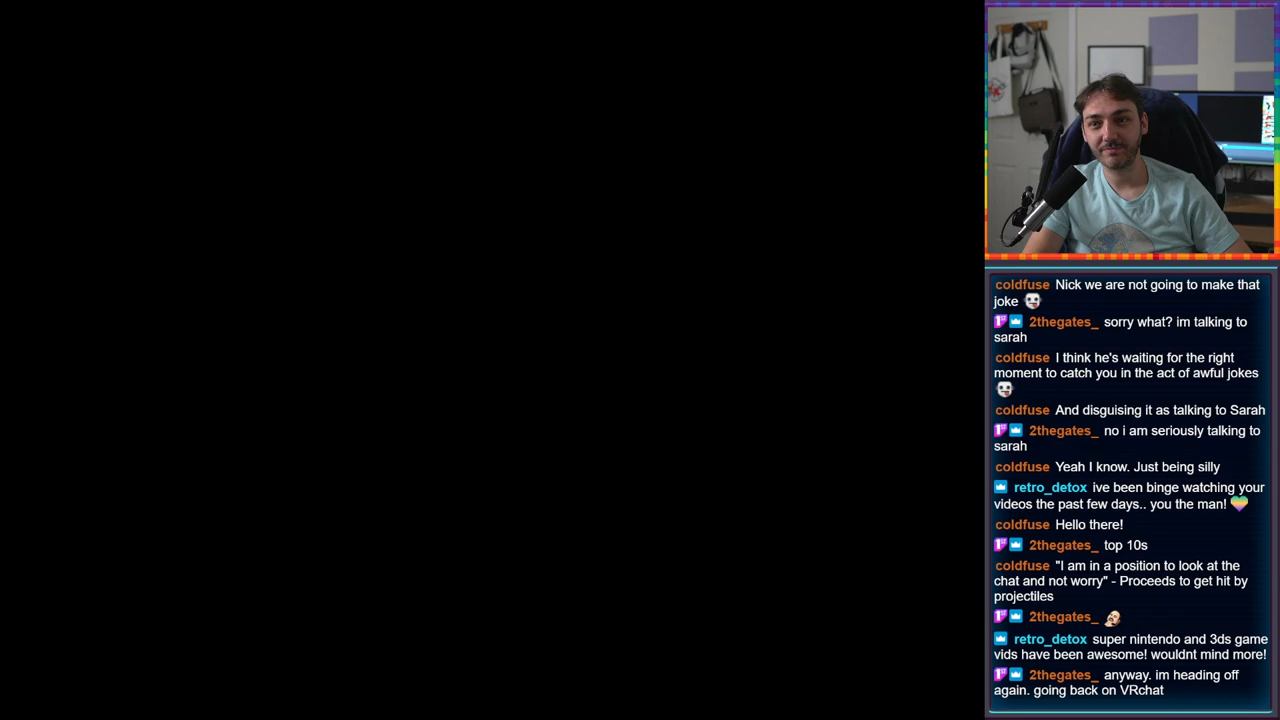 coldfuse Nick we are not going to make that
joke
2thegates_ sorry what? im talking to
sarah
coldfuse I think he's waiting for the right
moment to catch you in the act of awful jokes
coldfuse And disguising it as talking to Sarah
2thegates_ no i am seriously talking to
sarah
coldfuse Yeah I know. Just being silly
retro_detox ive been binge watching your
videos the past few days.. you the man!
coldfuse Hello there!
2thegates_ top 10s
coldfuse "I am in a position to look at the
chat and not worry" - Proceeds to get hit by
projectiles
2thegates_
retro_detox super nintendo and 3ds game
vids have been awesome! wouldnt mind more!
2thegates_ anyway. im heading off
again. going back on VRchat